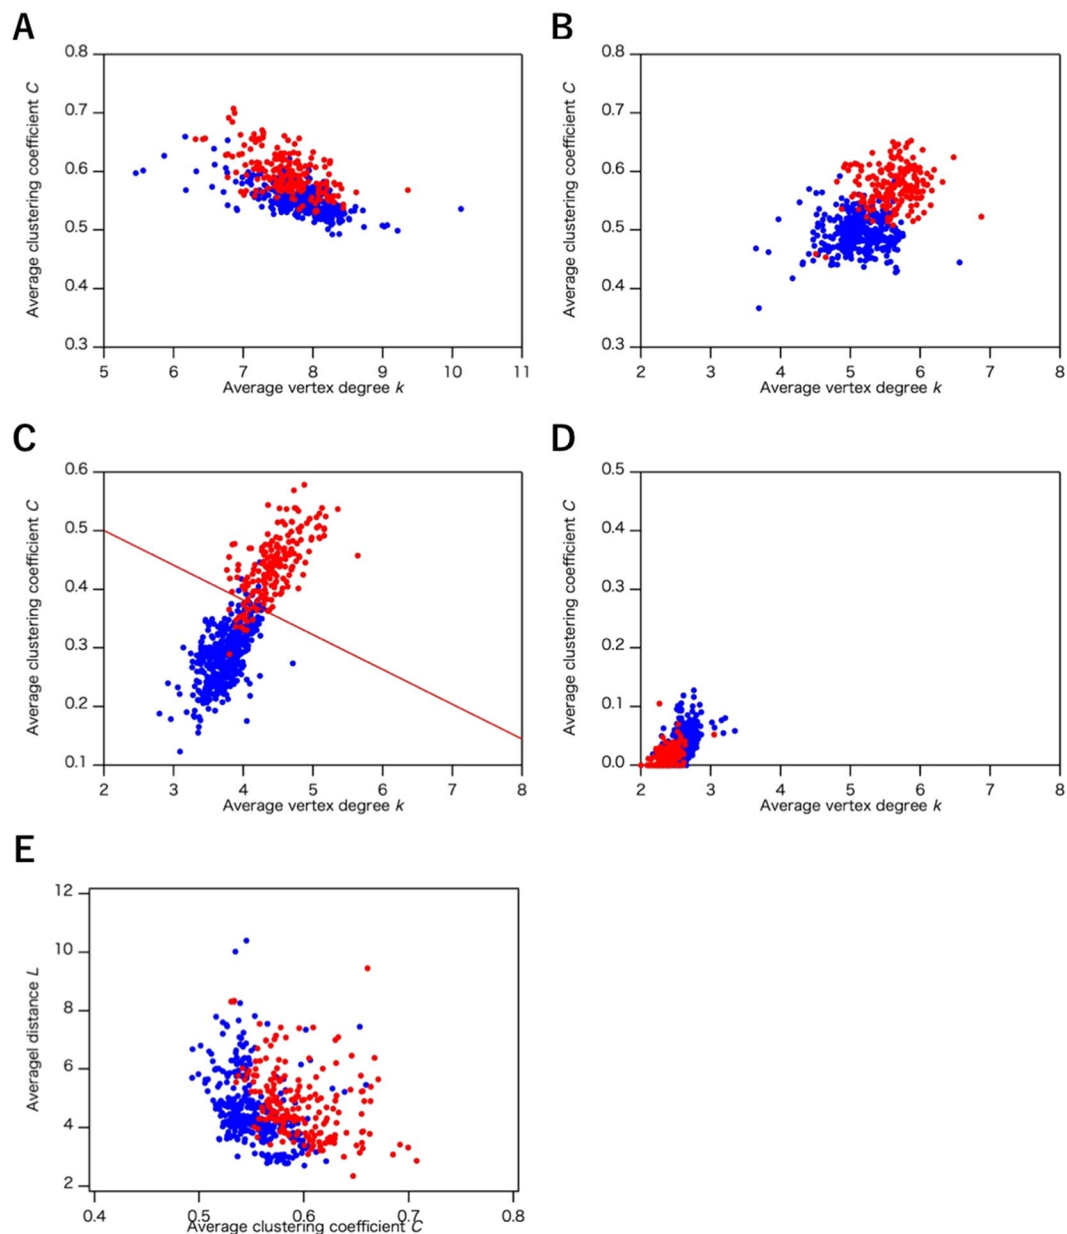 A
B
0.8
0.7
0.6
0.5
0.4
0.3
Average clustering coefficient C
5 6 7 8 9 10 11
Average vertex degree k
0.8
0.7
0.6
0.5
0.4
0.3
Average clustering coefficient C
2 3 4 5 6 7 8
Average vertex degree k
C
D
0.6
0.5
0.4
0.3
0.2
0.1
Average clustering coefficient C
2 3 4 5 6 7 8
Average vertex degree k
0.5
0.4
0.3
0.2
0.1
0.0
Average clustering coefficient C
2 3 4 5 6 7 8
Average vertex degree k
E
12
10
8
6
4
2
Averagel distance L
0.4 0.5 0.6 0.7 0.8
Average clustering coefficient C